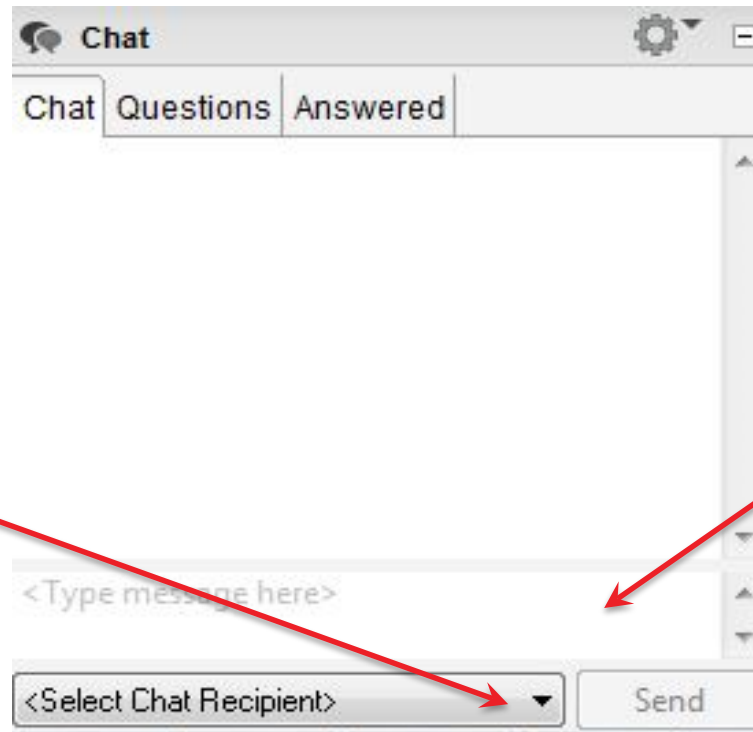 Chat
Chat Questions Answered
<Type message here>
<Select Chat Recipient> Send